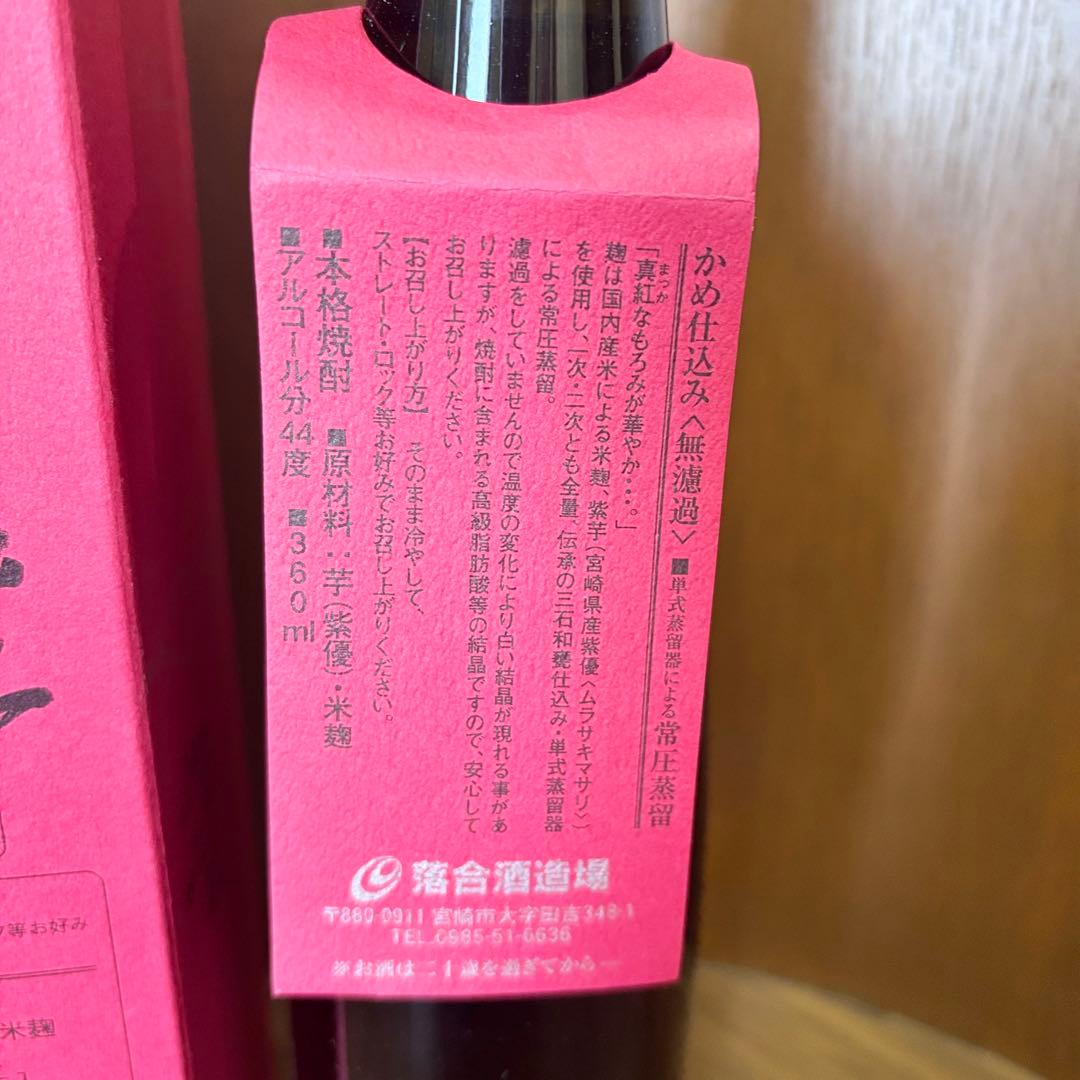 かめ仕込み〈無濾過〉 ■単式蒸留器による常圧蒸留
「真紅なもろみが華やか…。」
まっか
麹は国内産米による米麹、紫芋(宮崎県産紫優〈ムラサキマサリ〉)
を使用し、一次・二次とも全量、伝承の三石和甕仕込み・単式蒸留器
による常圧蒸留。
濾過をしていませんので温度の変化により白い結晶が現れる事があ
りますが、焼酎に含まれる高級脂肪酸等の結晶ですので、安心して
お召し上がりください。
【お召し上がり方】 そのまま冷やして、
ストレート・ロック等お好みでお召し上がりください。
■本格焼酎 ■原材料:芋(紫優)・米麹
■アルコール分44度 ■360ml
落合酒造場
〒880-0911 宮崎市大字田吉348-1
TEL.0985-51-6636
※お酒は二十歳を過ぎてから
等お好み
米麹